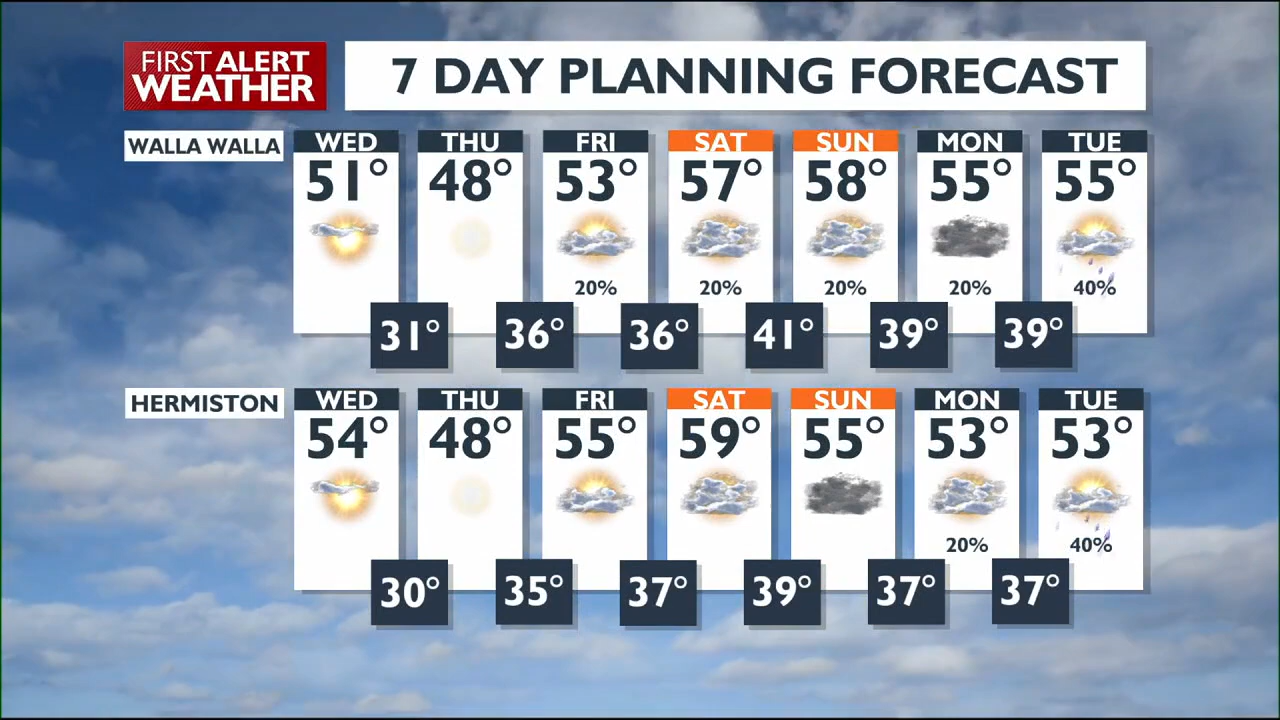 FIRST ALERT
WEATHER
7 DAY PLANNING FORECAST
WALLA WALLA
WED THU FRI SAT SUN MON TUE
51° 48° 53° 57° 58° 55° 55°
20% 20% 20% 20% 40%
31° 36° 36° 41° 39° 39°
HERMISTON
WED THU FRI SAT SUN MON TUE
54° 48° 55° 59° 55° 53° 53°
20% 40%
30° 35° 37° 39° 37° 37°